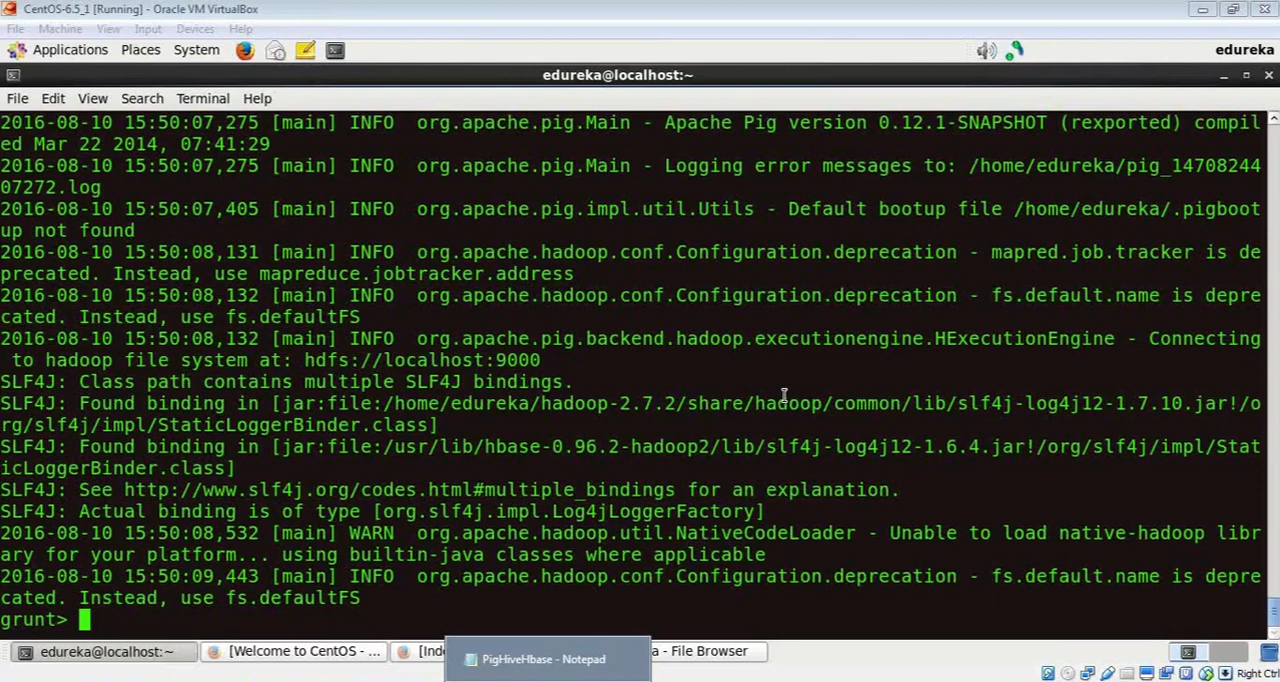 CentOS-6.5_1 [Running] - Oracle VM VirtualBox
File Machine View Input Devices Help
Applications Places System edureka
edureka@localhost:~
File Edit View Search Terminal Help
2016-08-10 15:50:07,275 [main] INFO  org.apache.pig.Main - Apache Pig version 0.12.1-SNAPSHOT (rexported) compil
ed Mar 22 2014, 07:41:29
2016-08-10 15:50:07,275 [main] INFO  org.apache.pig.Main - Logging error messages to: /home/edureka/pig_14708244
07272.log
2016-08-10 15:50:07,405 [main] INFO  org.apache.pig.impl.util.Utils - Default bootup file /home/edureka/.pigboot
up not found
2016-08-10 15:50:08,131 [main] INFO  org.apache.hadoop.conf.Configuration.deprecation - mapred.job.tracker is de
precated. Instead, use mapreduce.jobtracker.address
2016-08-10 15:50:08,132 [main] INFO  org.apache.hadoop.conf.Configuration.deprecation - fs.default.name is depre
cated. Instead, use fs.defaultFS
2016-08-10 15:50:08,132 [main] INFO  org.apache.pig.backend.hadoop.executionengine.HExecutionEngine - Connecting
 to hadoop file system at: hdfs://localhost:9000
SLF4J: Class path contains multiple SLF4J bindings.
SLF4J: Found binding in [jar:file:/home/edureka/hadoop-2.7.2/share/hadoop/common/lib/slf4j-log4j12-1.7.10.jar!/o
rg/slf4j/impl/StaticLoggerBinder.class]
SLF4J: Found binding in [jar:file:/usr/lib/hbase-0.96.2-hadoop2/lib/slf4j-log4j12-1.6.4.jar!/org/slf4j/impl/Stat
icLoggerBinder.class]
SLF4J: See http://www.slf4j.org/codes.html#multiple_bindings for an explanation.
SLF4J: Actual binding is of type [org.slf4j.impl.Log4jLoggerFactory]
2016-08-10 15:50:08,532 [main] WARN  org.apache.hadoop.util.NativeCodeLoader - Unable to load native-hadoop libr
ary for your platform... using builtin-java classes where applicable
2016-08-10 15:50:09,443 [main] INFO  org.apache.hadoop.conf.Configuration.deprecation - fs.default.name is depre
cated. Instead, use fs.defaultFS
grunt>
edureka@localhost:~ [Welcome to CentOS - ... [Ind PigHiveHbase - Notepad a - File Browser
Right Ctrl